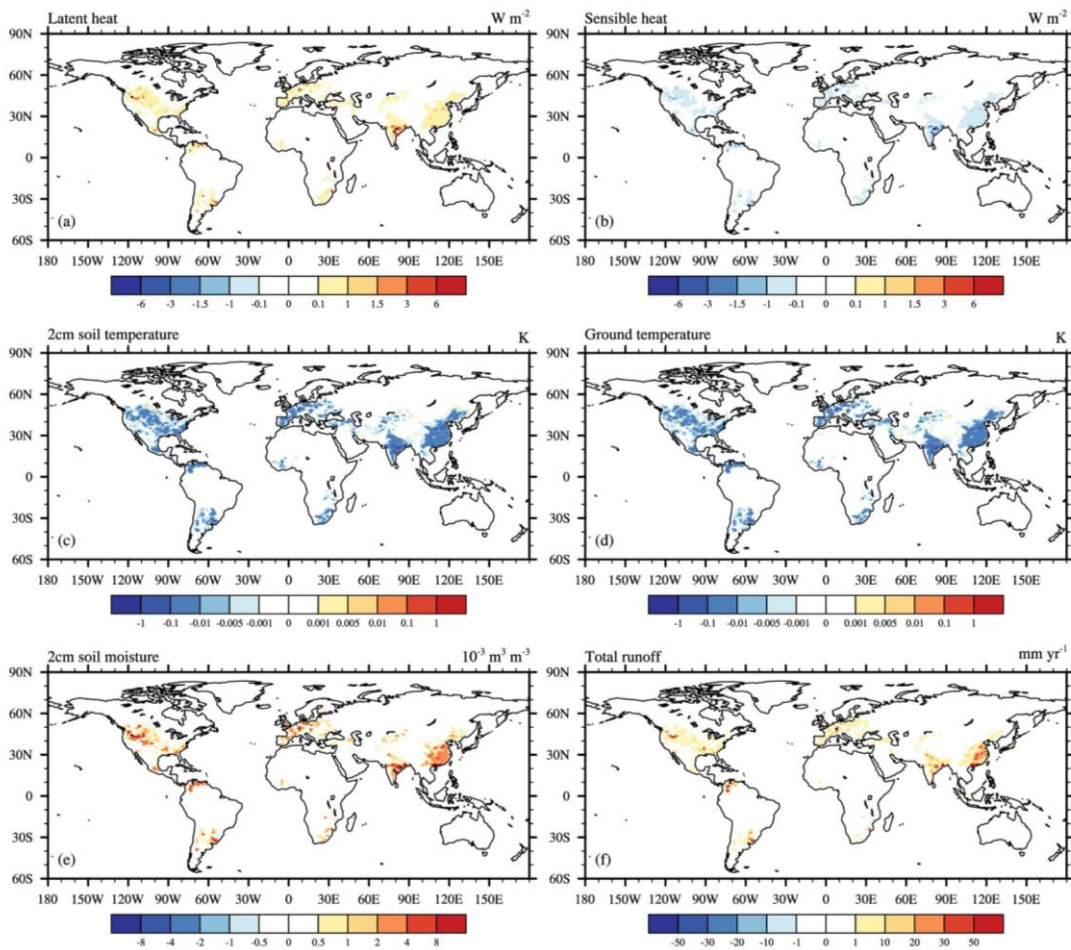 Latent heat W m-2
90N
60N
30N
0
30S
60S
(a)
180 150W 120W 90W 60W 30W 0 30E 60E 90E 120E 150E
-6 -3 -1.5 -1 -0.1 0 0.1 1 1.5 3 6
Sensible heat W m-2
90N
60N
30N
0
30S
60S
(b)
180 150W 120W 90W 60W 30W 0 30E 60E 90E 120E 150E
-6 -3 -1.5 -1 -0.1 0 0.1 1 1.5 3 6
2cm soil temperature K
90N
60N
30N
0
30S
60S
(c)
180 150W 120W 90W 60W 30W 0 30E 60E 90E 120E 150E
-1 -0.1 -0.01 -0.005 -0.001 0 0.001 0.005 0.01 0.1 1
Ground temperature K
90N
60N
30N
0
30S
60S
(d)
180 150W 120W 90W 60W 30W 0 30E 60E 90E 120E 150E
-1 -0.1 -0.01 -0.005 -0.001 0 0.001 0.005 0.01 0.1 1
2cm soil moisture 10-3 m3 m-3
90N
60N
30N
0
30S
60S
(e)
180 150W 120W 90W 60W 30W 0 30E 60E 90E 120E 150E
-8 -4 -2 -1 -0.5 0 0.5 1 2 4 8
Total runoff mm yr-1
90N
60N
30N
0
30S
60S
(f)
180 150W 120W 90W 60W 30W 0 30E 60E 90E 120E 150E
-50 -30 -20 -10 -1 0 1 10 20 30 50